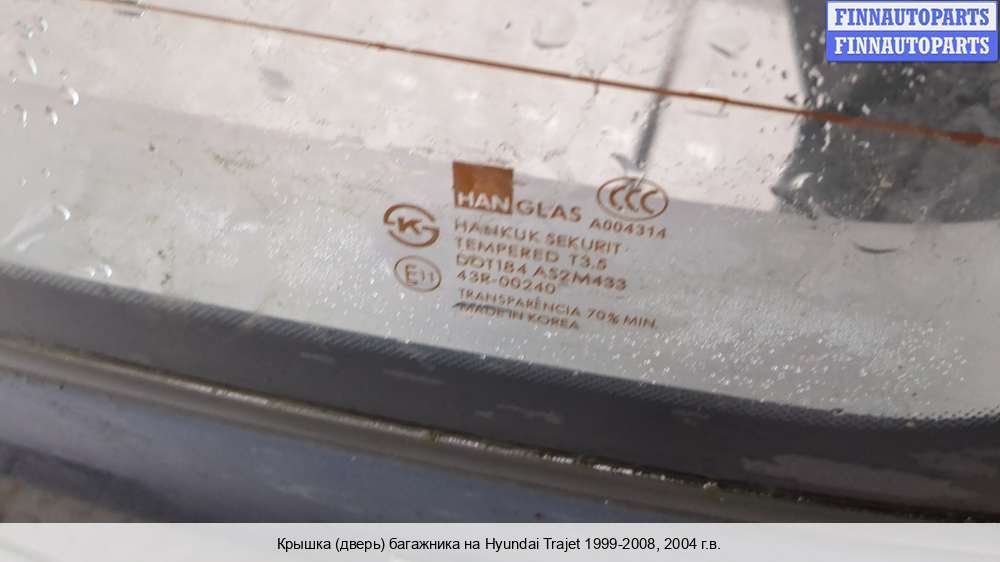 FINNAUTOPARTS
FINNAUTOPARTS
CCC
HANGLAS A004314
K
HANKUK SEKURIT
TEMPERED T3.5
DOT184 AS2M433
E11
43R-00240
TRANSPARÊNCIA 70% MIN.
MADE IN KOREA
Крышка (дверь) багажника на Hyundai Trajet 1999-2008, 2004 г.в.